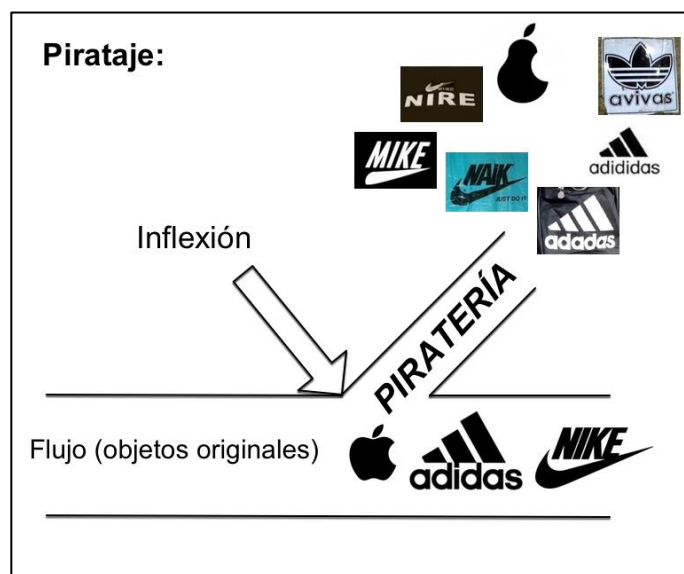 Pirataje:
NIRE
avivas
MIKE
NAIK
JUST DO IT
adididas
adadas
Inflexión
PIRATERÍA
Flujo (objetos originales)
adidas
NIKE